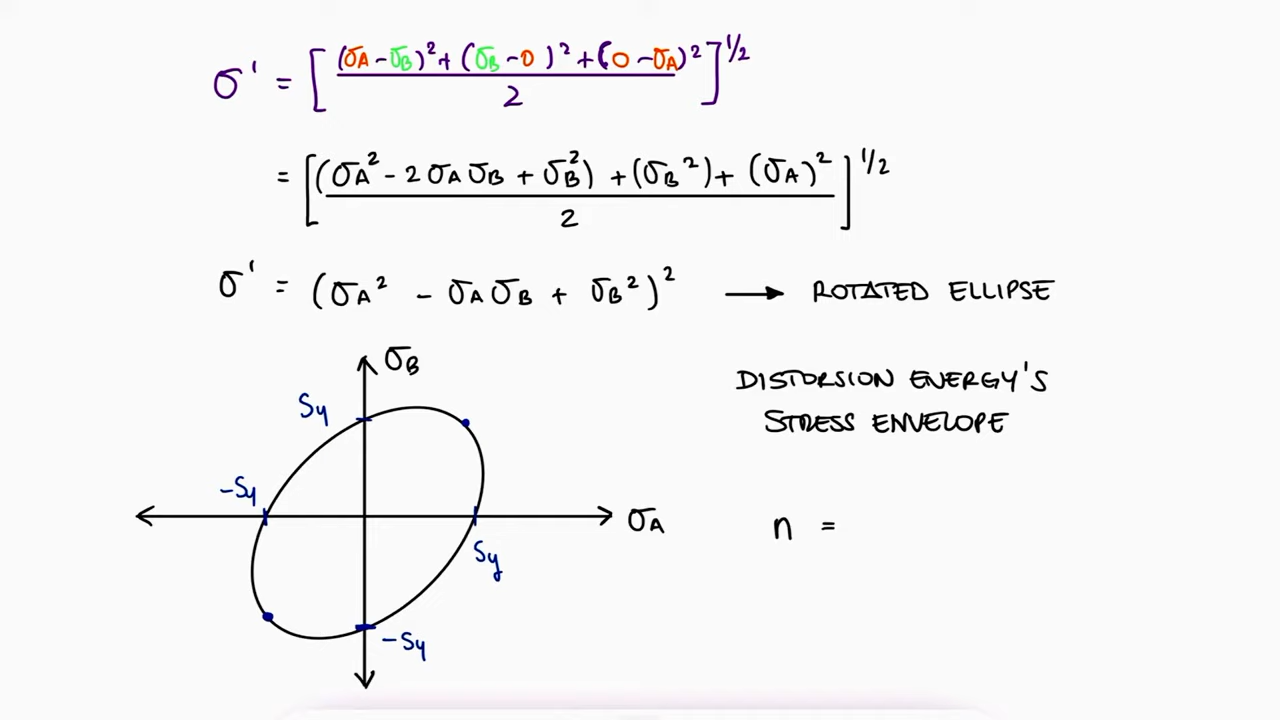 σ' = [((σA - σB)² + (σB - 0)² + (0 - σA)²) / 2]^1/2
= [((σA² - 2σAσB + σB²) + (σB²) + (σA)²) / 2]^1/2
σ' = (σA² - σAσB + σB²)² → ROTATED ELLIPSE
σB
DISTORSION ENERGY'S
Sy
STRESS ENVELOPE
-Sy
σA
n =
Sy
-Sy